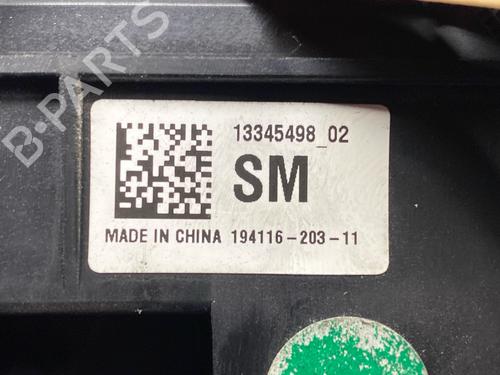 B-PARTS
13345498_02
SM
MADE IN CHINA 194116-203-11